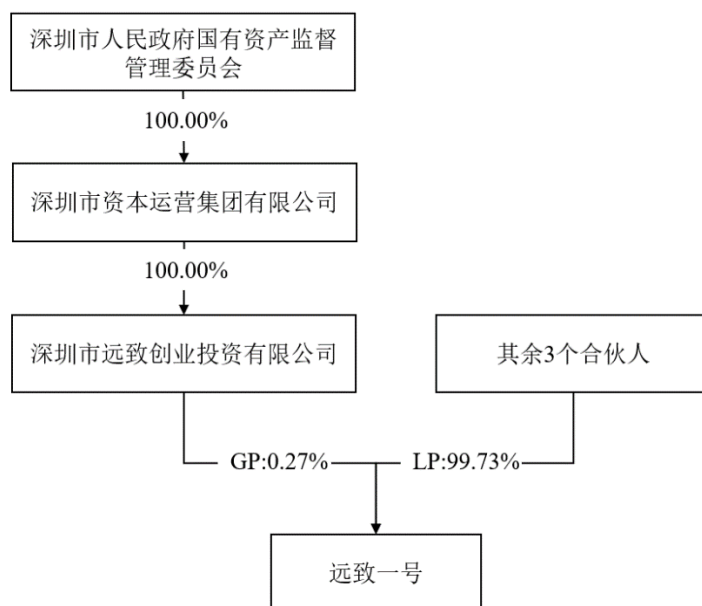 深圳市人民政府国有资产监督
管理委员会
100.00%
深圳市资本运营集团有限公司
100.00%
深圳市远致创业投资有限公司
其余3个合伙人
GP:0.27%
LP:99.73%
远致一号